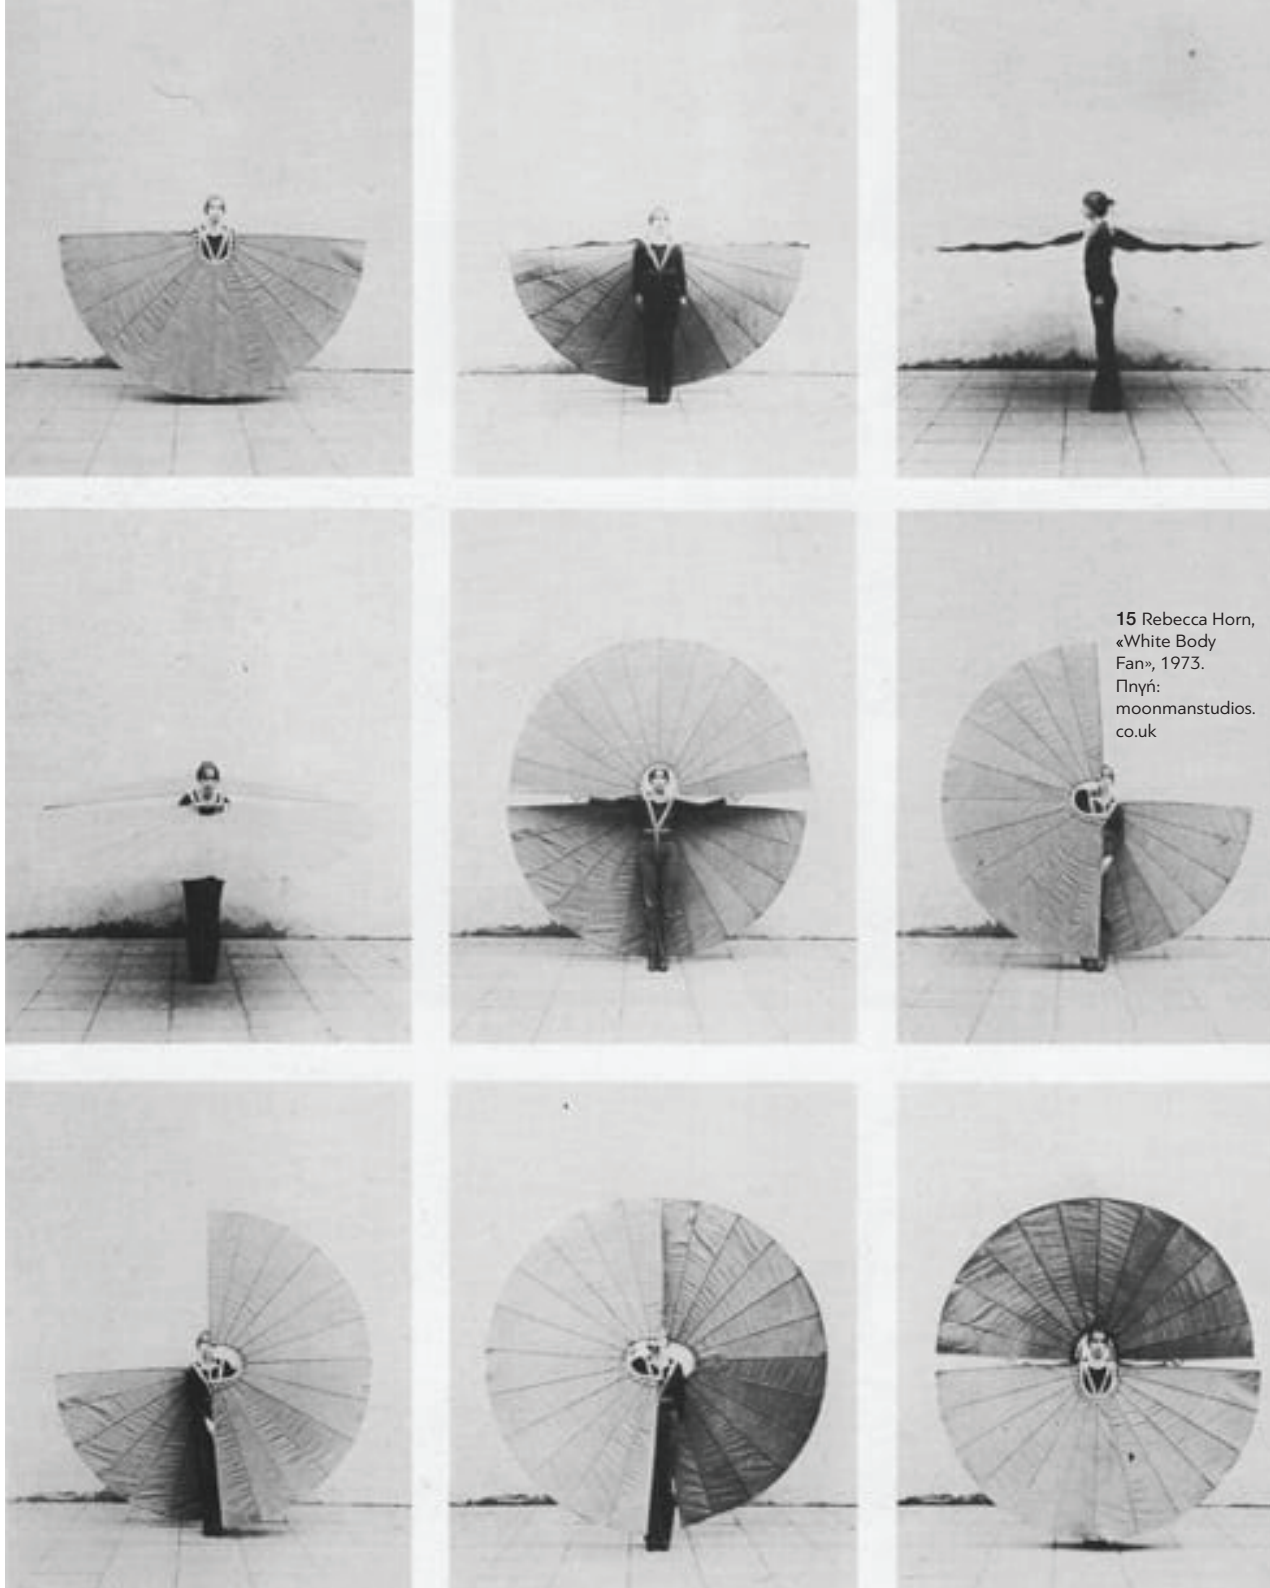 15 Rebecca Horn,
«White Body
Fan», 1973.
Πηγή:
moonmanstudios.
co.uk